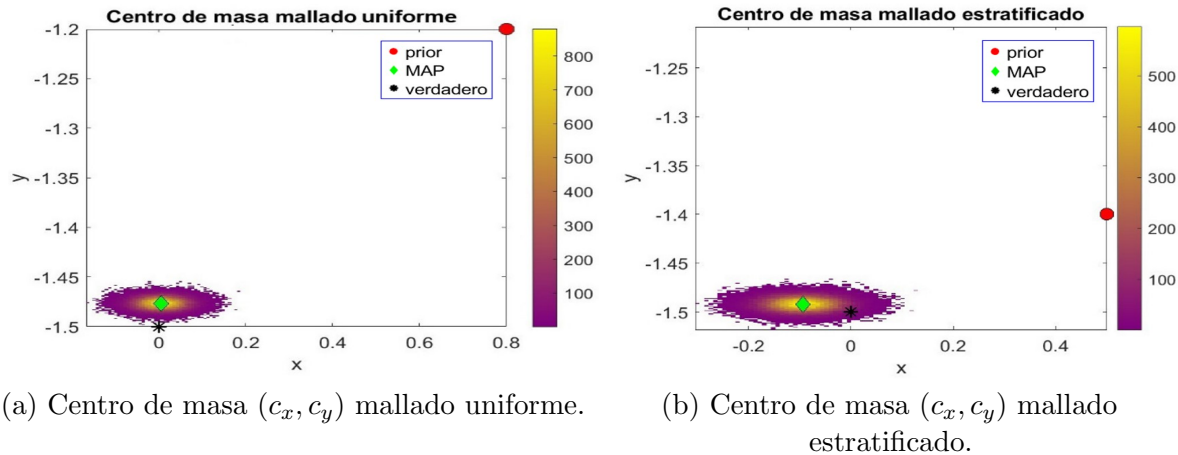 Centro de masa mallado uniforme
-1.2
-1.25
-1.3
-1.35
-1.4
-1.45
-1.5
y
0
0.2
0.4
0.6
0.8
x
prior
MAP
verdadero
800
700
600
500
400
300
200
100
(a) Centro de masa (c_x, c_y) mallado uniforme.
Centro de masa mallado estratificado
-1.25
-1.3
-1.35
-1.4
-1.45
-1.5
y
-0.2
0
0.2
0.4
x
prior
MAP
verdadero
500
400
300
200
100
(b) Centro de masa (c_x, c_y) mallado
estratificado.